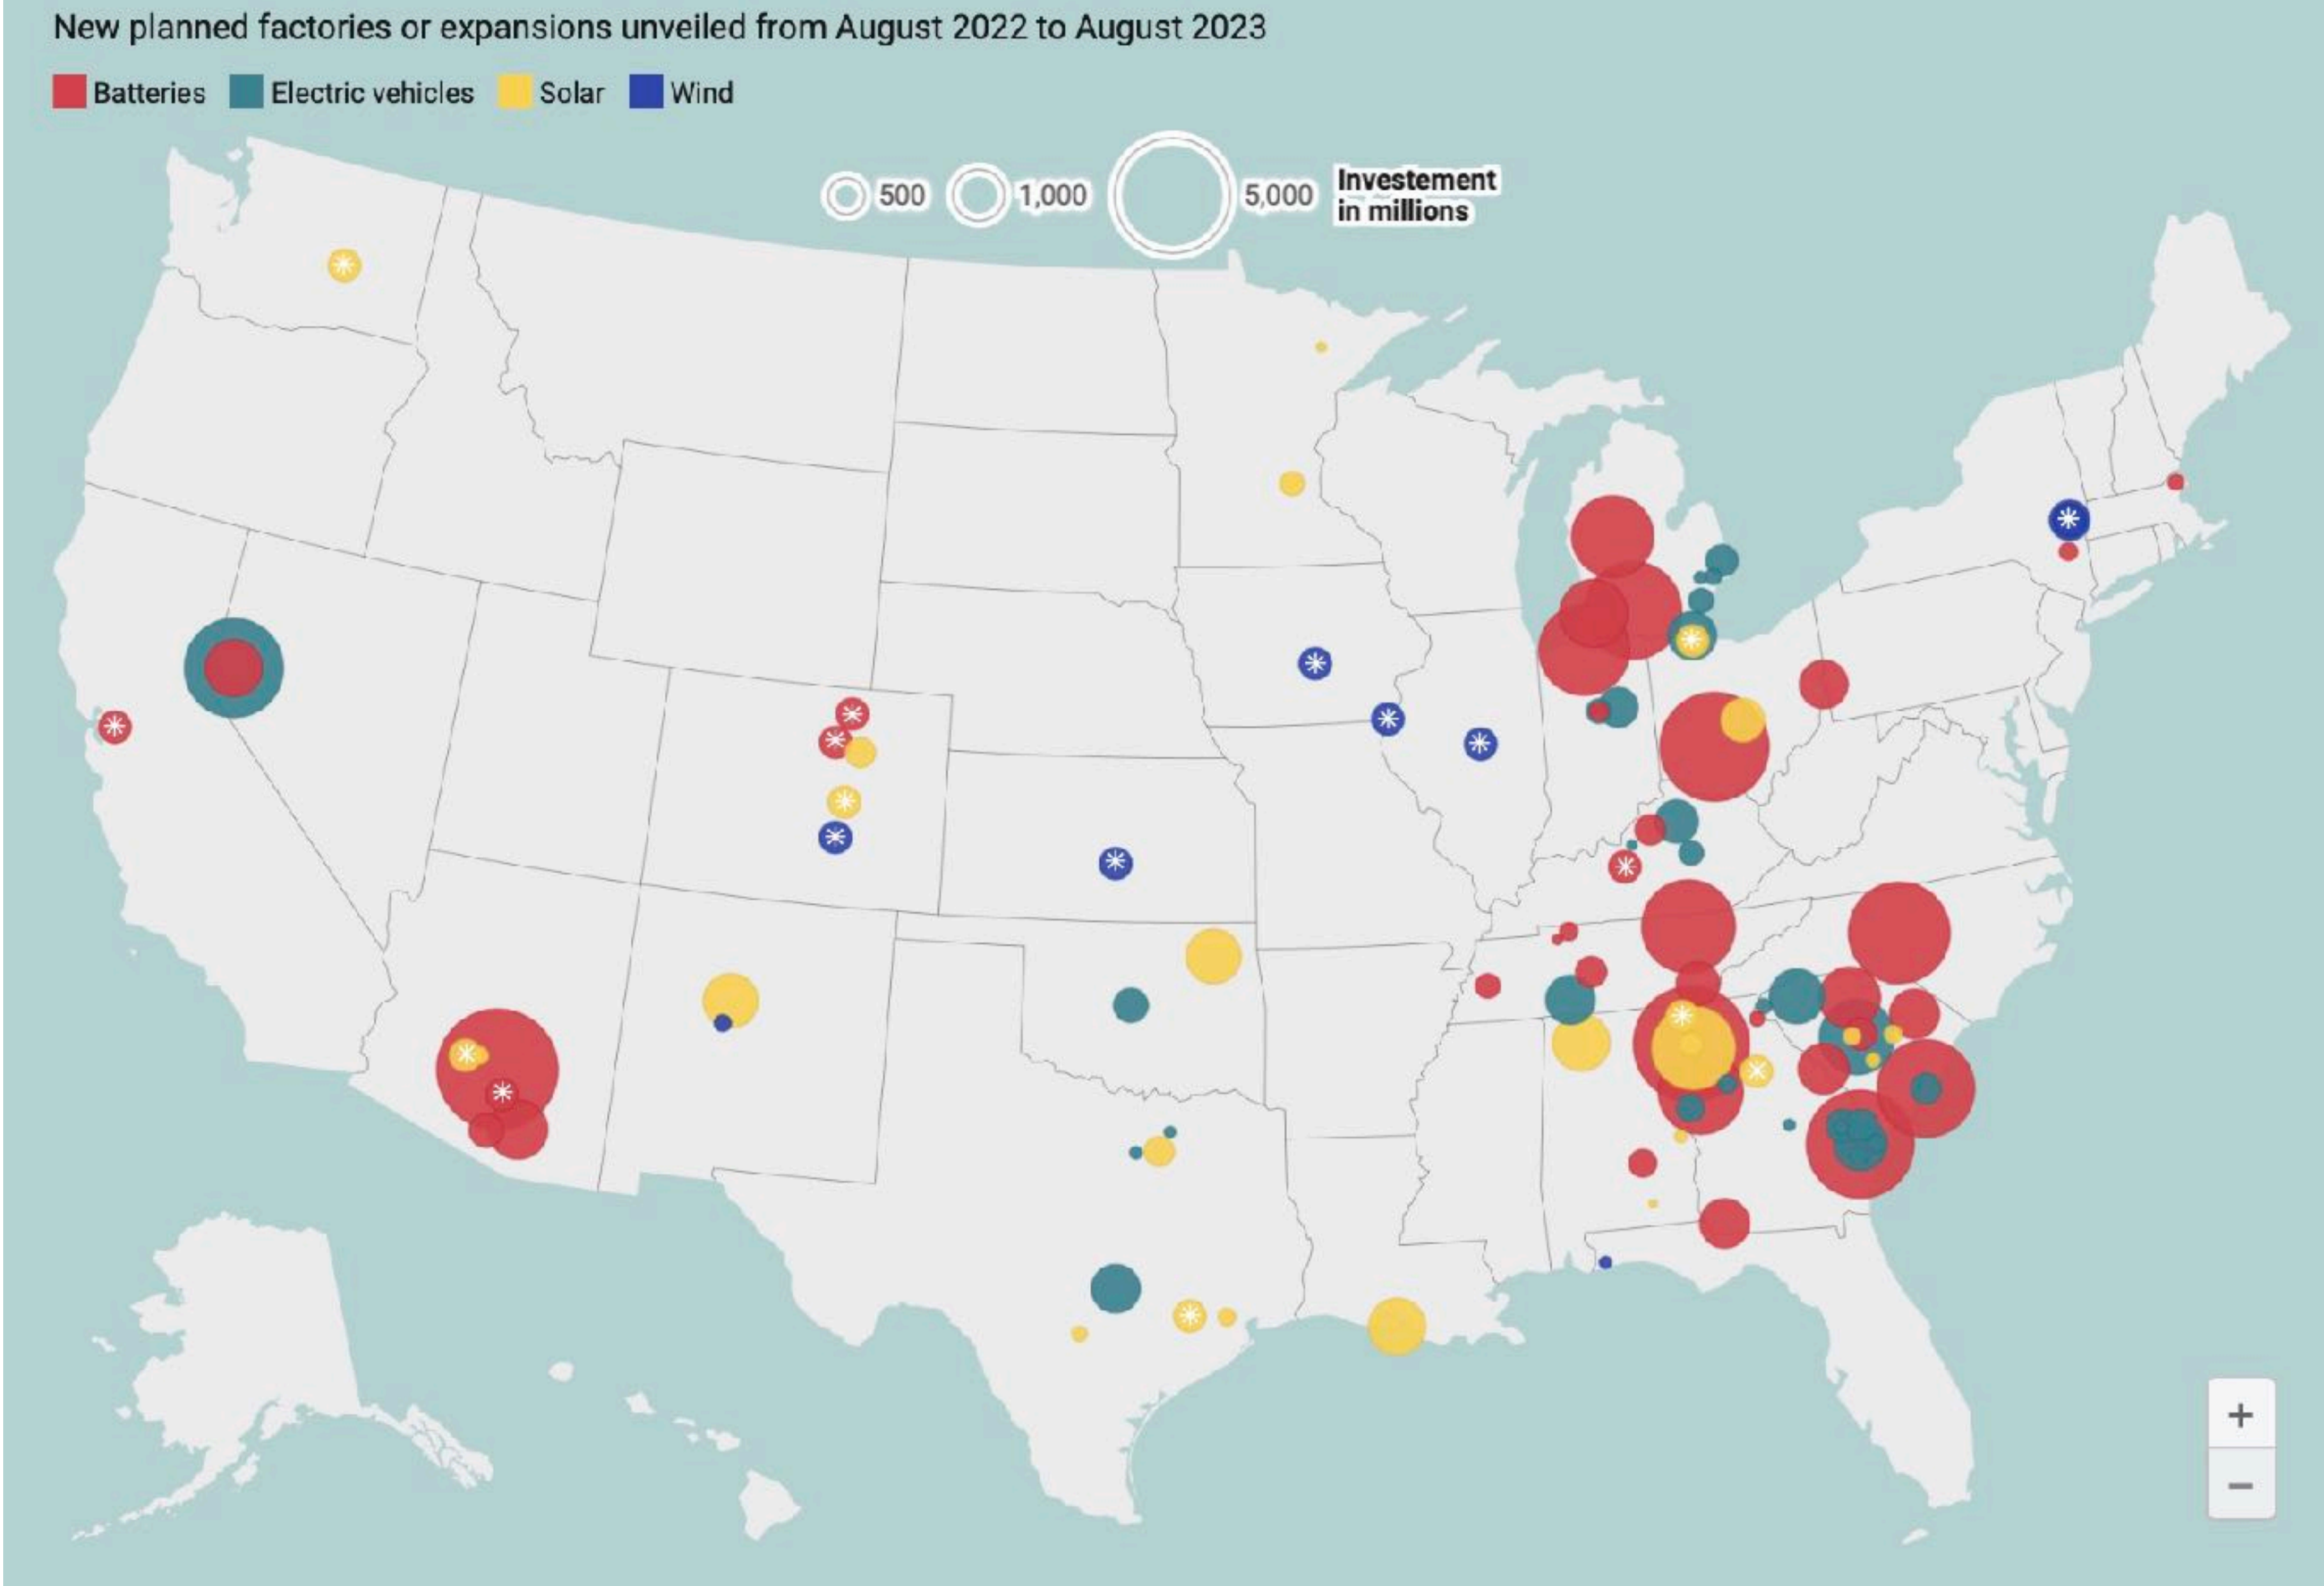 New planned factories or expansions unveiled from August 2022 to August 2023
Batteries Electric vehicles Solar Wind
500 1,000 5,000 Investement
in millions
+
−